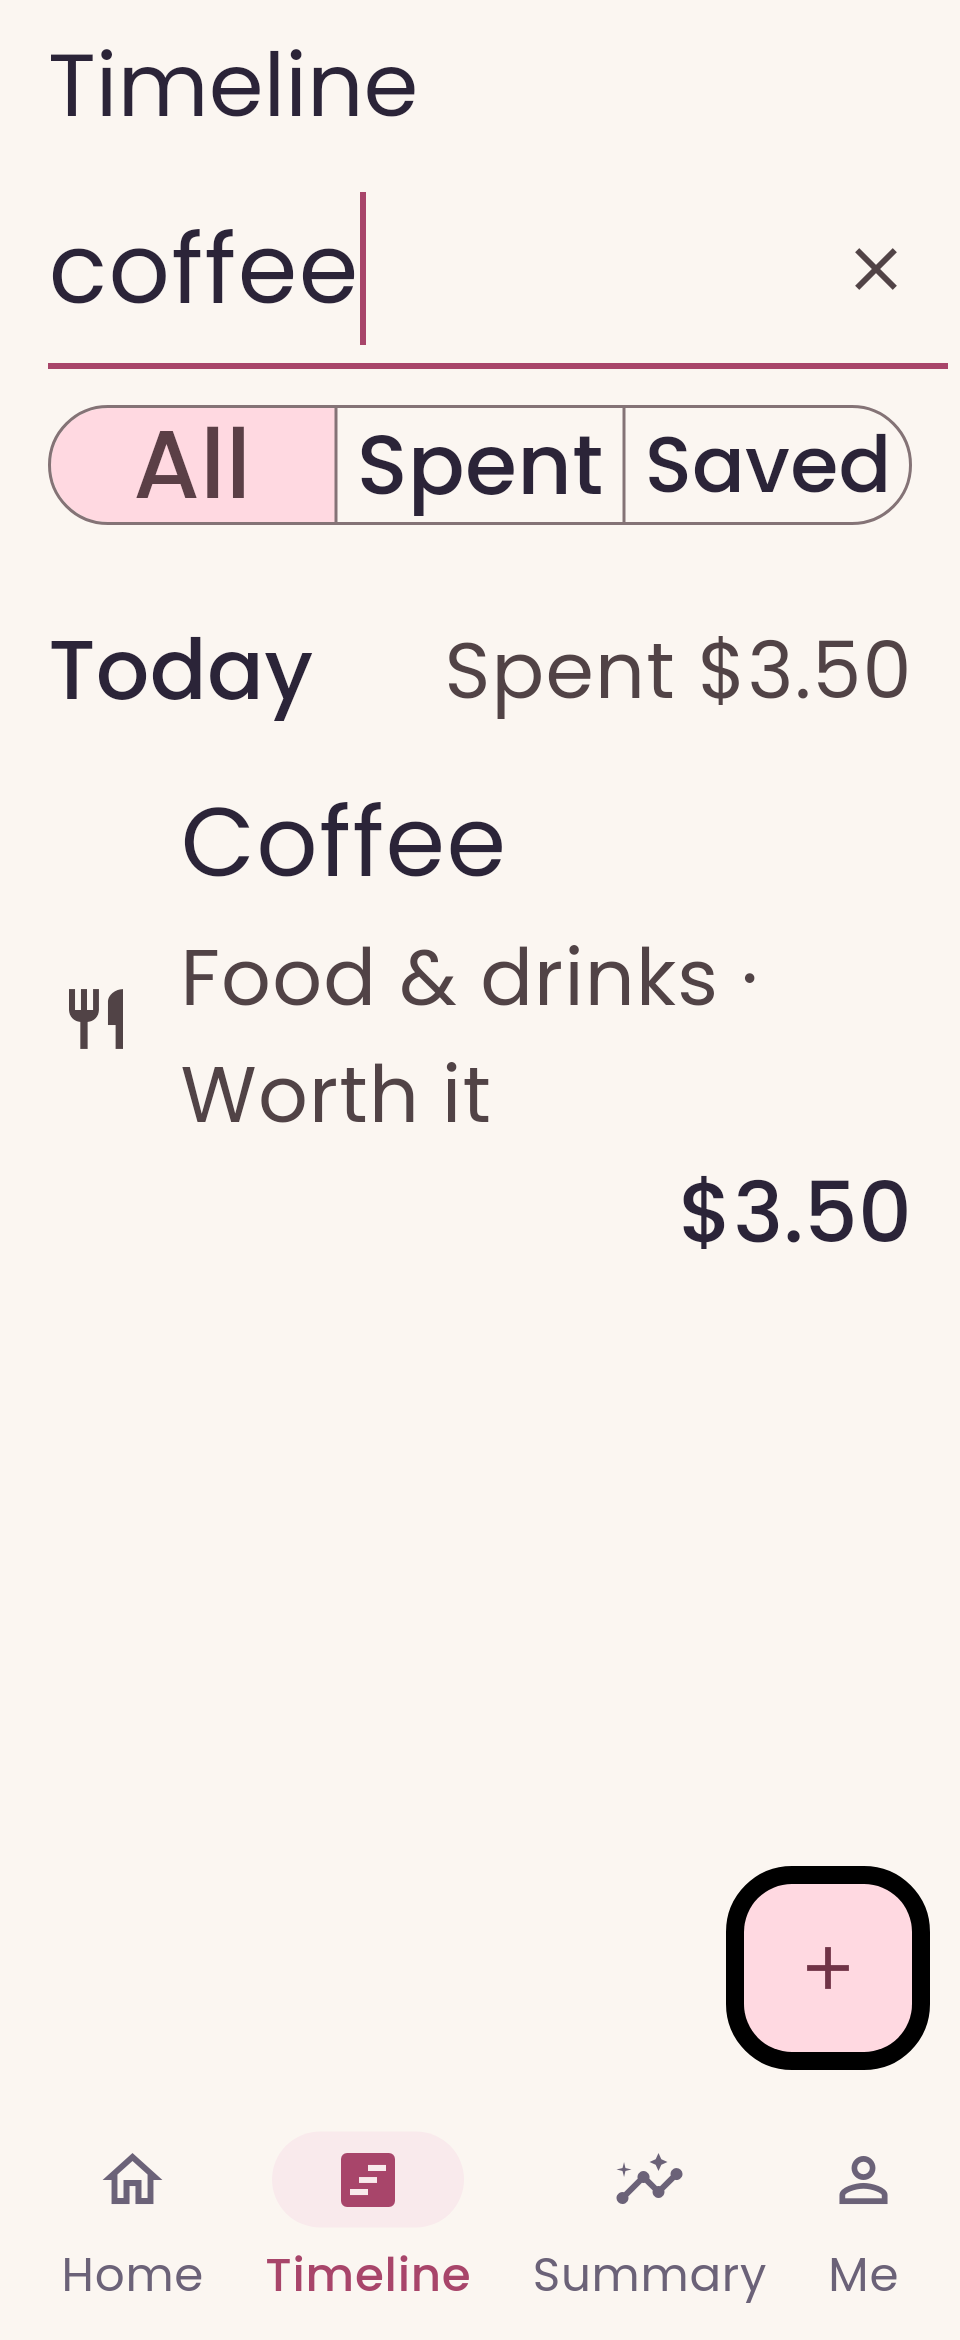 Timeline
coffee
All Spent Saved
Today Spent $3.50
Coffee
Food & drinks ·
Worth it
$3.50
Home Timeline Summary Me